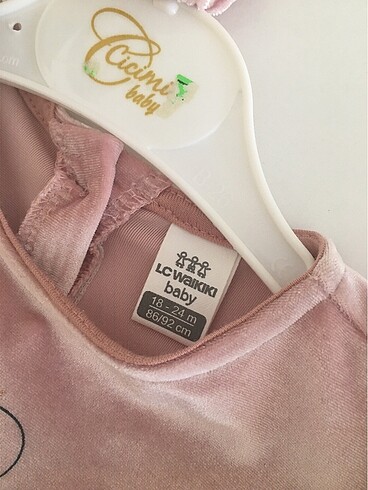 Cicimi
baby
LC WAIKIKI
baby
18 - 24 m
86/92 cm